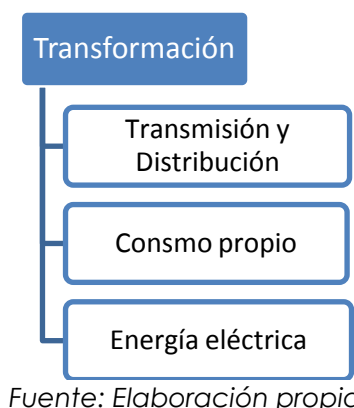 Transformación
Transmisión y
Distribución
Consmo propio
Energía eléctrica
Fuente: Elaboración propia